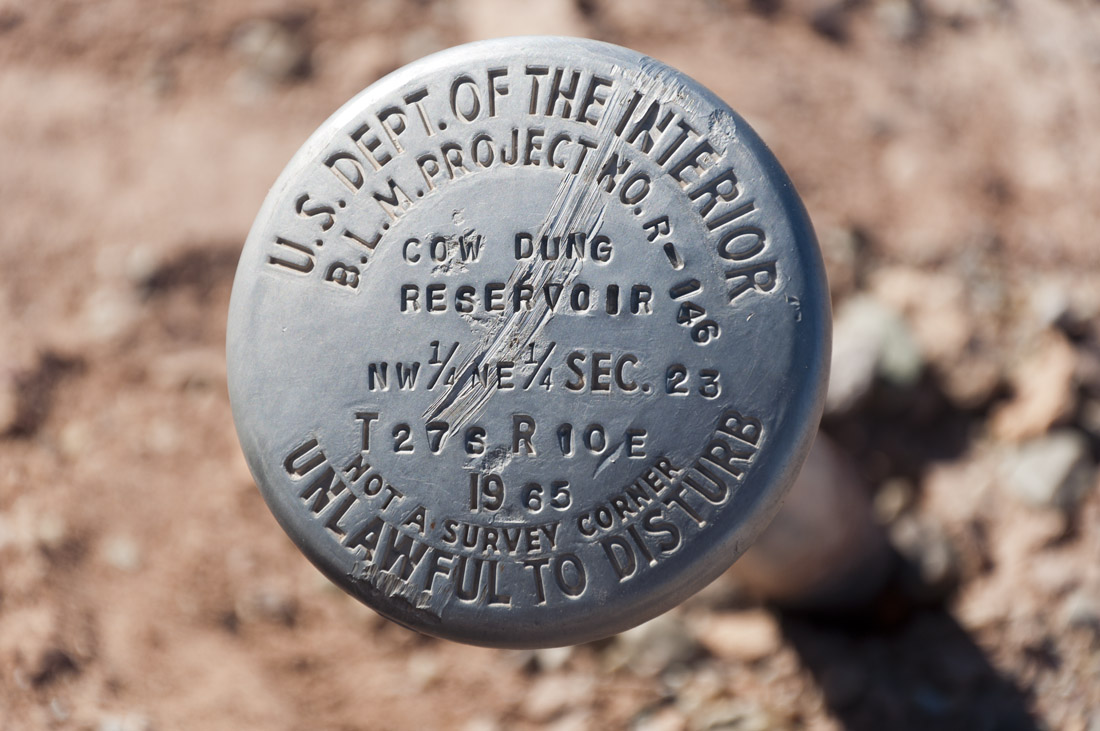 U.S. DEPT. OF THE INTERIOR
B.L.M. PROJECT NO. R-146
COW DUNG
RESERVOIR
NW 1/4 NE 1/4 SEC. 23
T 27S R 10 E
1965
NOT A SURVEY CORNER
UNLAWFUL TO DISTURB